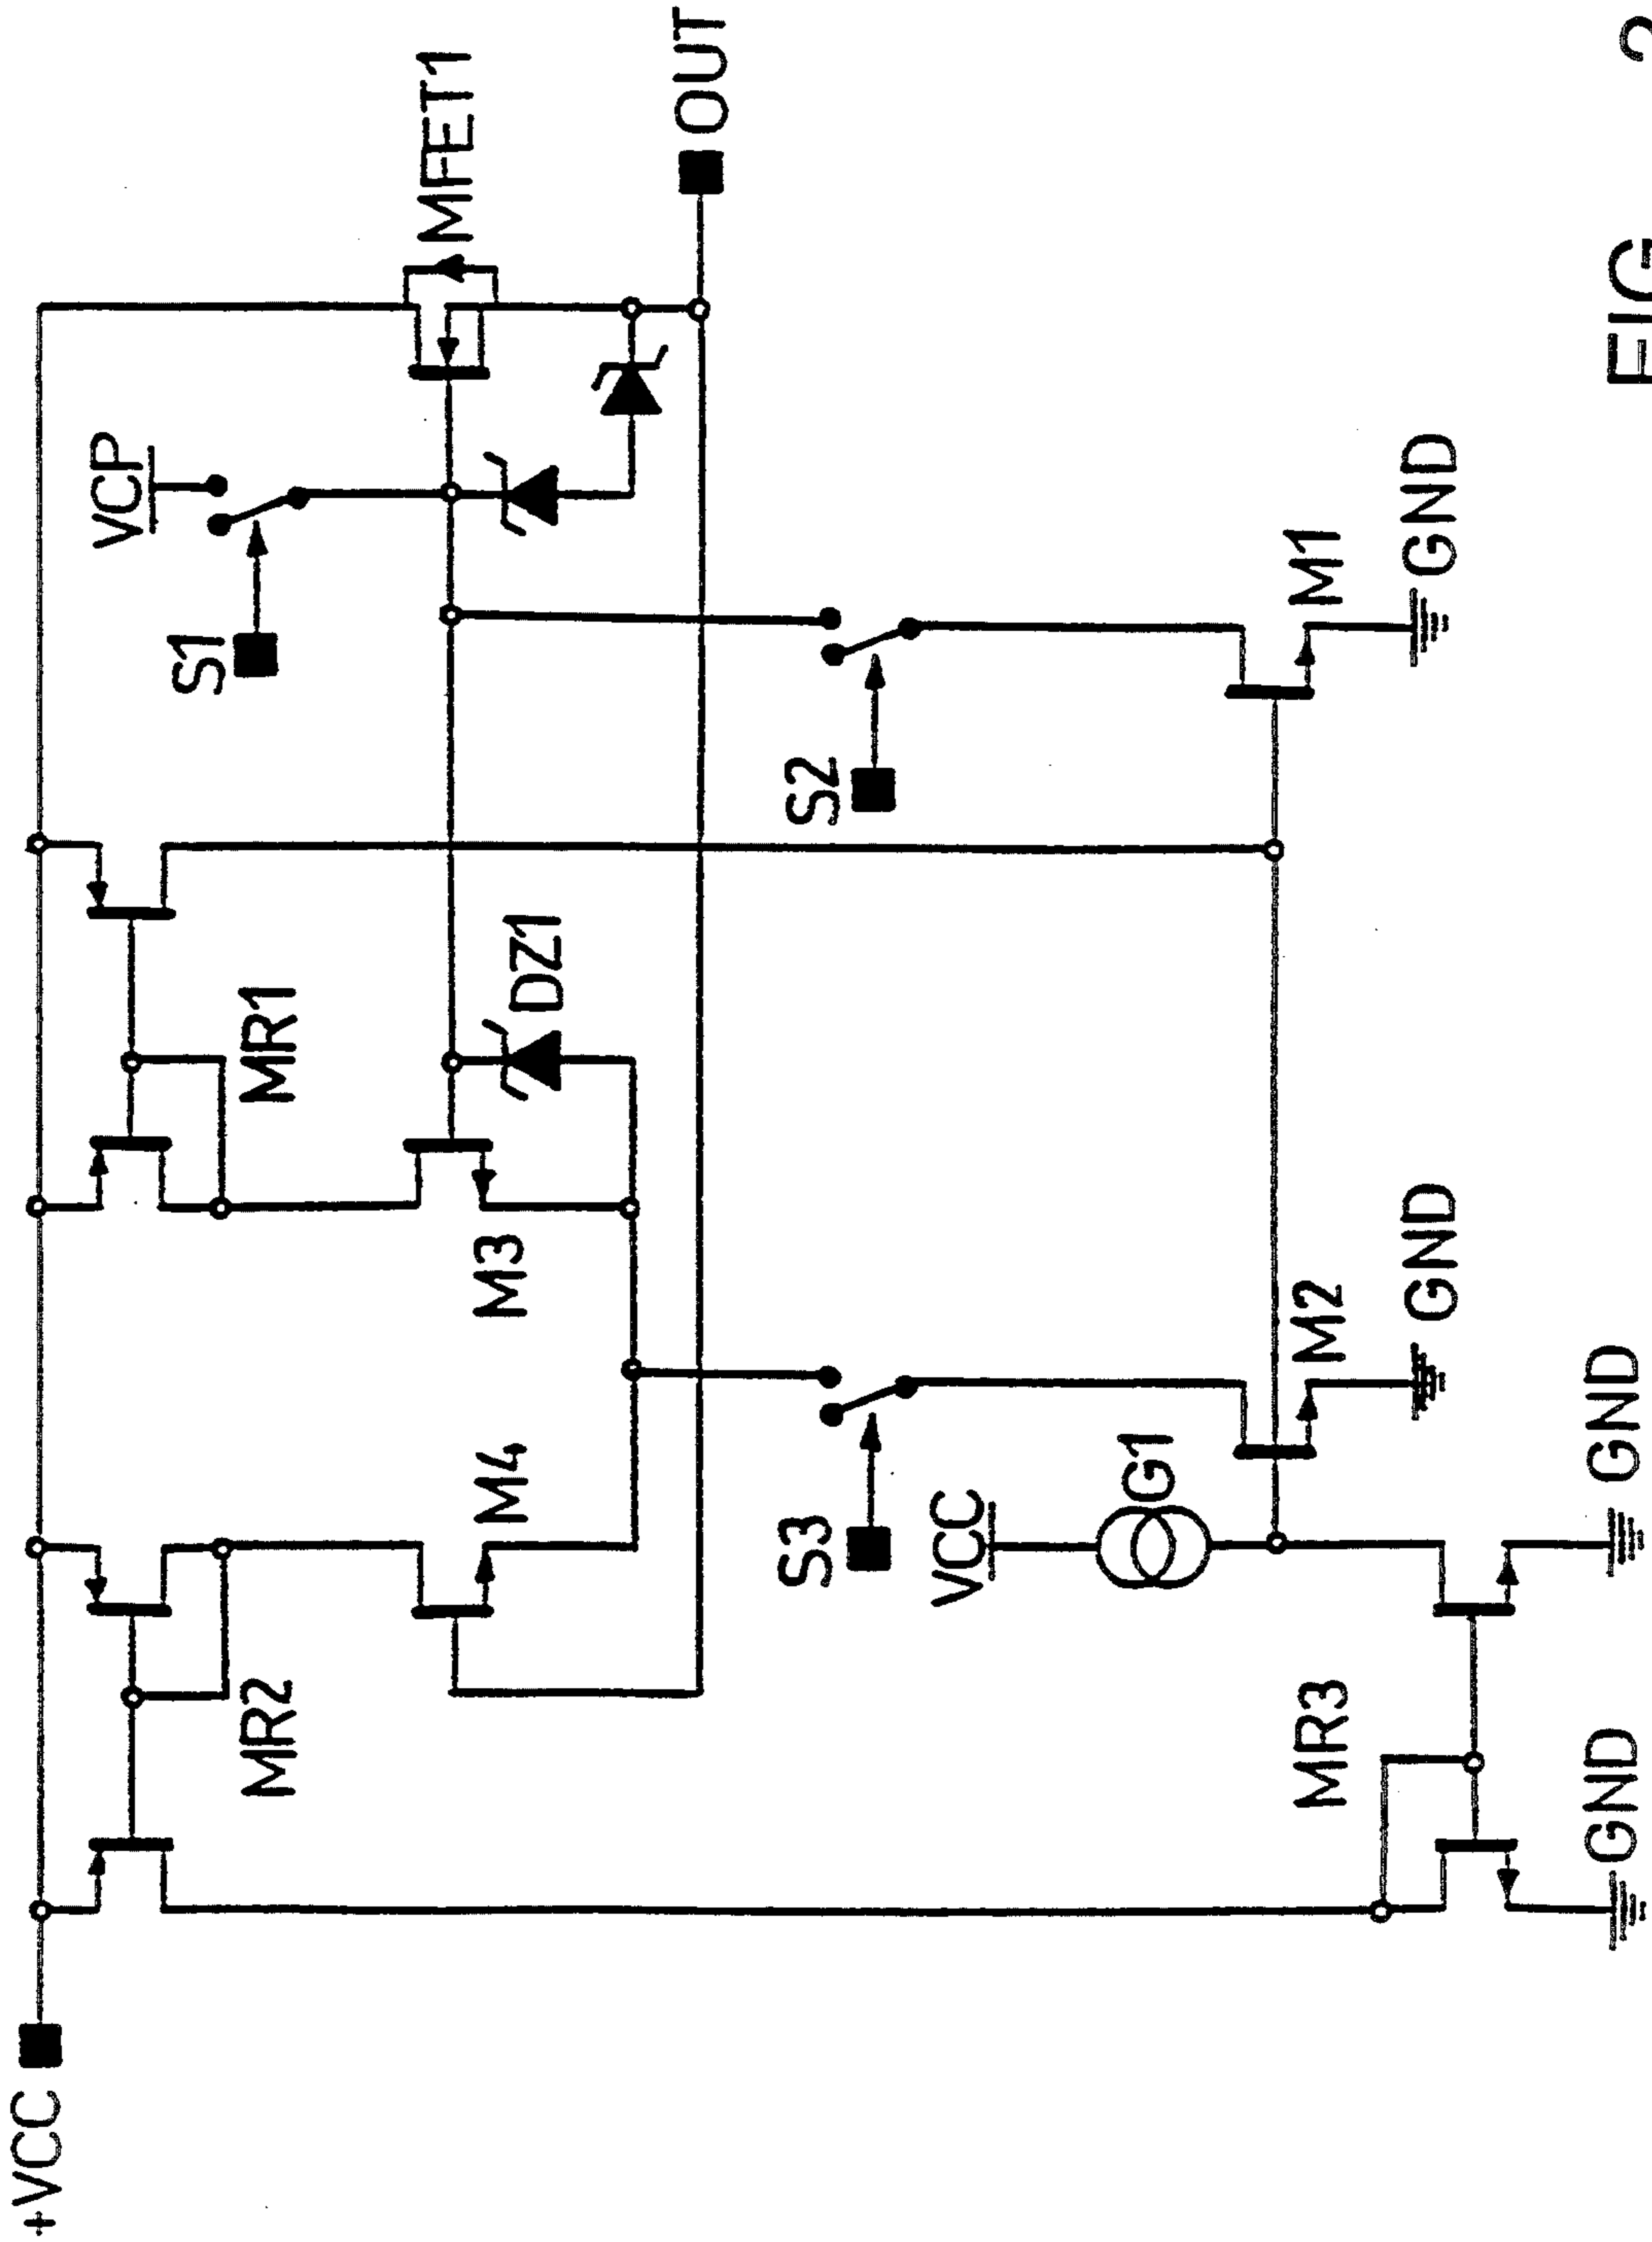 +VCC
MR2
M4
M3
MR1
DZ1
S1
VCP
MFET1
OUT
S3
S2
VCC
G1
M2
M1
GND
GND
MR3
GND
GND
FIG. 2